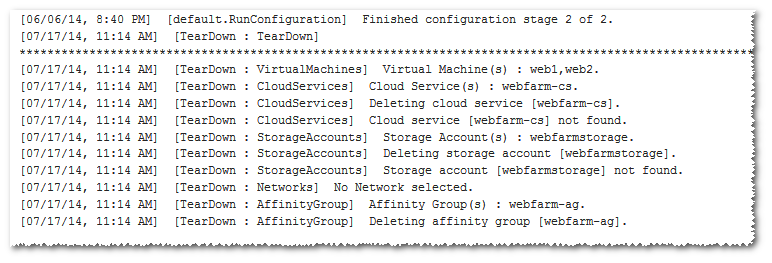 [06/06/14, 8:40 PM]  [default.RunConfiguration]  Finished configuration stage 2 of 2.
[07/17/14, 11:14 AM]  [TearDown : TearDown]
****************************************************************************************************
[07/17/14, 11:14 AM]  [TearDown : VirtualMachines]  Virtual Machine(s) : web1,web2.
[07/17/14, 11:14 AM]  [TearDown : CloudServices]  Cloud Service(s) : webfarm-cs.
[07/17/14, 11:14 AM]  [TearDown : CloudServices]  Deleting cloud service [webfarm-cs].
[07/17/14, 11:14 AM]  [TearDown : CloudServices]  Cloud service [webfarm-cs] not found.
[07/17/14, 11:14 AM]  [TearDown : StorageAccounts]  Storage Account(s) : webfarmstorage.
[07/17/14, 11:14 AM]  [TearDown : StorageAccounts]  Deleting storage account [webfarmstorage].
[07/17/14, 11:14 AM]  [TearDown : StorageAccounts]  Storage account [webfarmstorage] not found.
[07/17/14, 11:14 AM]  [TearDown : Networks]  No Network selected.
[07/17/14, 11:14 AM]  [TearDown : AffinityGroup]  Affinity Group(s) : webfarm-ag.
[07/17/14, 11:14 AM]  [TearDown : AffinityGroup]  Deleting affinity group [webfarm-ag].